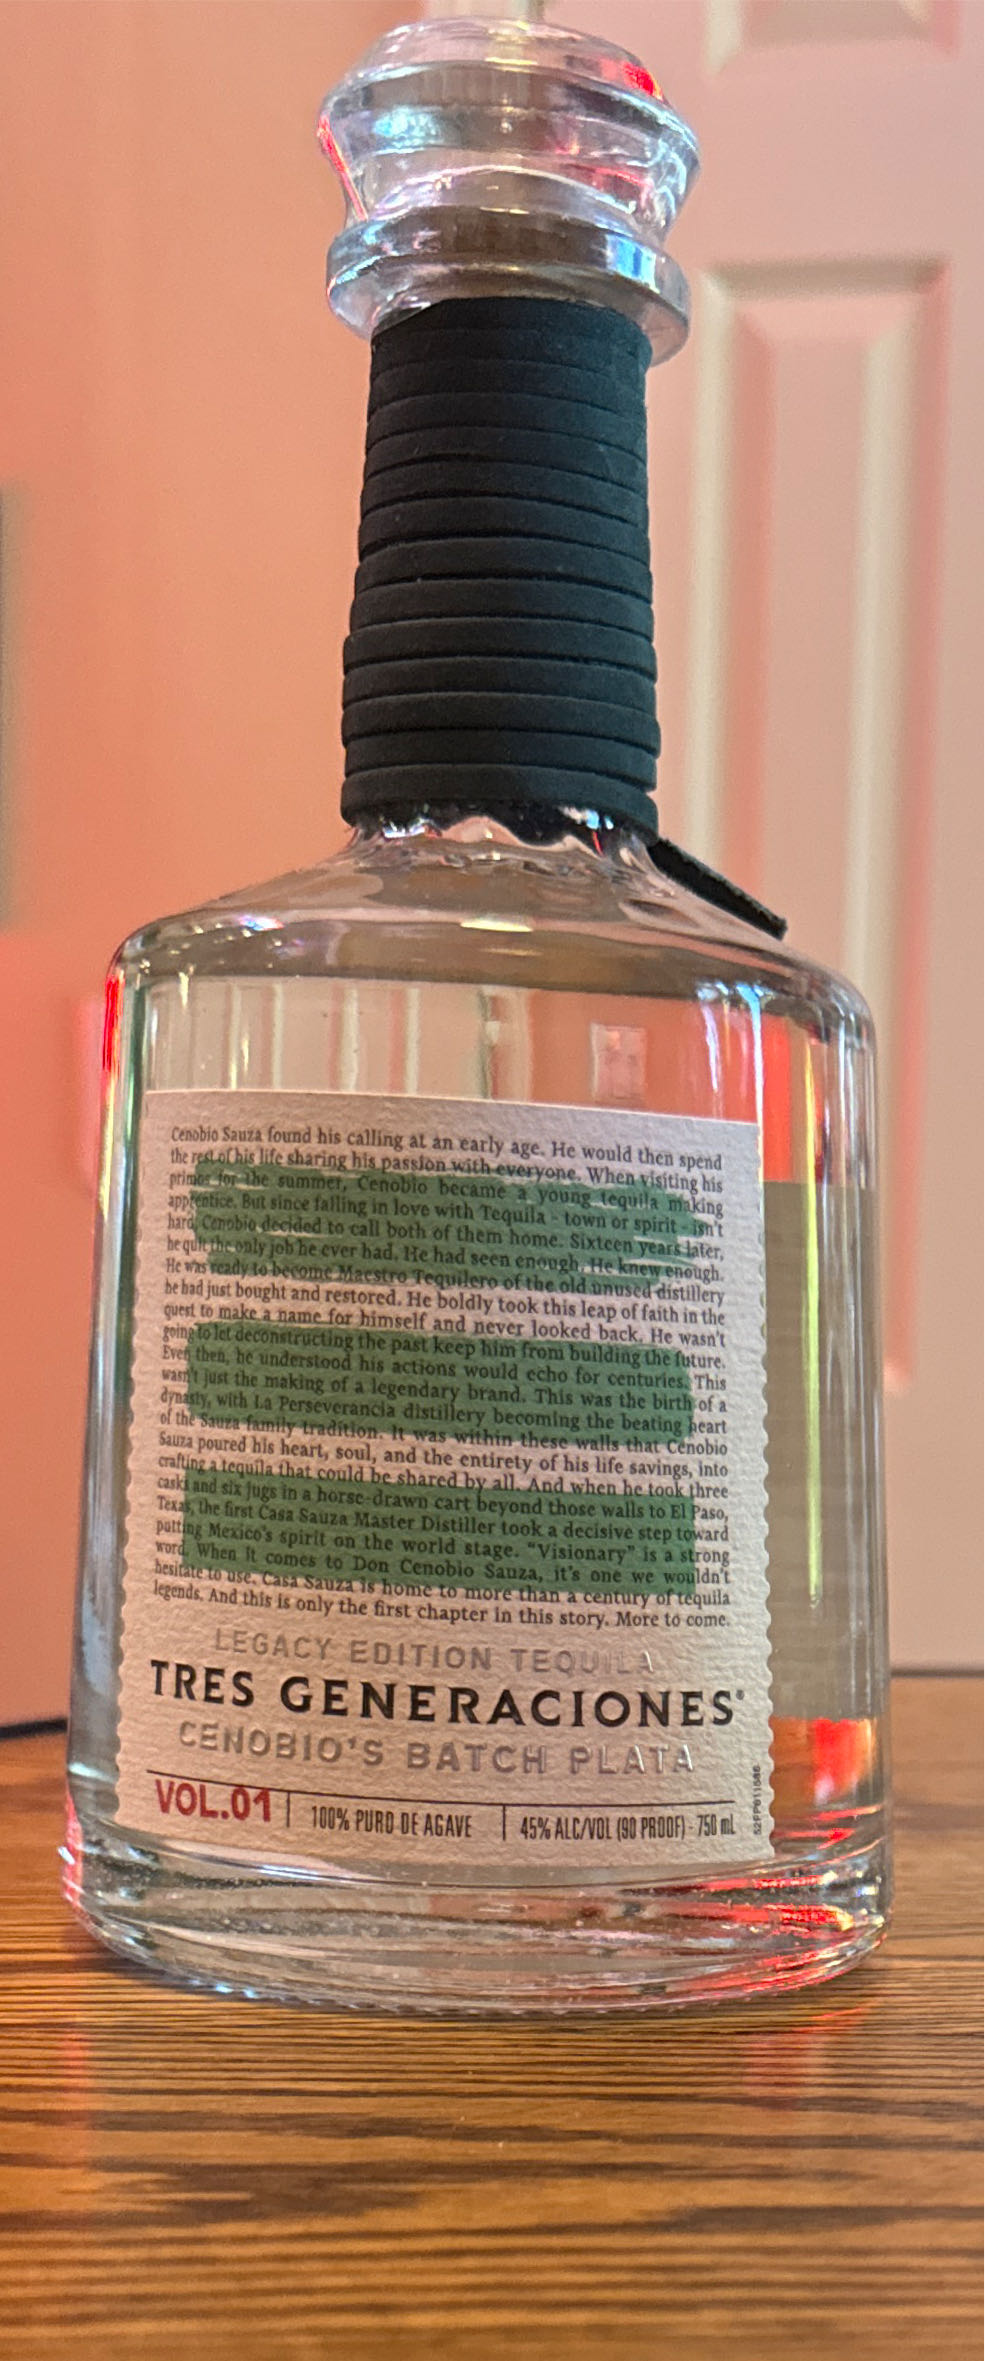 Cenobio Sauza found his calling at an early age. He would then spend
the rest of his life sharing his passion with everyone. When visiting his
primos for the summer, Cenobio became a young tequila making
apprentice. But since falling in love with Tequila - town or spirit - isn't
hard, Cenobio decided to call both of them home. Sixteen years later,
he quit the only job he ever had. He had seen enough. He knew enough.
He was ready to become Maestro Tequilero of the old unused distillery
he had just bought and restored. He boldly took this leap of faith in the
quest to make a name for himself and never looked back. He wasn't
going to let deconstructing the past keep him from building the future.
Even then, he understood his actions would echo for centuries. This
wasn't just the making of a legendary brand. This was the birth of a
dynasty, with La Perseverancia distillery becoming the beating heart
of the Sauza family tradition. It was within these walls that Cenobio
Sauza poured his heart, soul, and the entirety of his life savings, into
crafting a tequila that could be shared by all. And when he took three
casks and six jugs in a horse-drawn cart beyond those walls to El Paso,
Texas, the first Casa Sauza Master Distiller took a decisive step toward
putting Mexico's spirit on the world stage. "Visionary" is a strong
word. When it comes to Don Cenobio Sauza, it's one we wouldn't
hesitate to use. Casa Sauza is home to more than a century of tequila
legends. And this is only the first chapter in this story. More to come.
LEGACY EDITION TEQUILA
TRES GENERACIONES®
CENOBIO'S BATCH PLATA
VOL.01 | 100% PURO DE AGAVE | 45% ALC/VOL (90 PROOF) - 750 mL